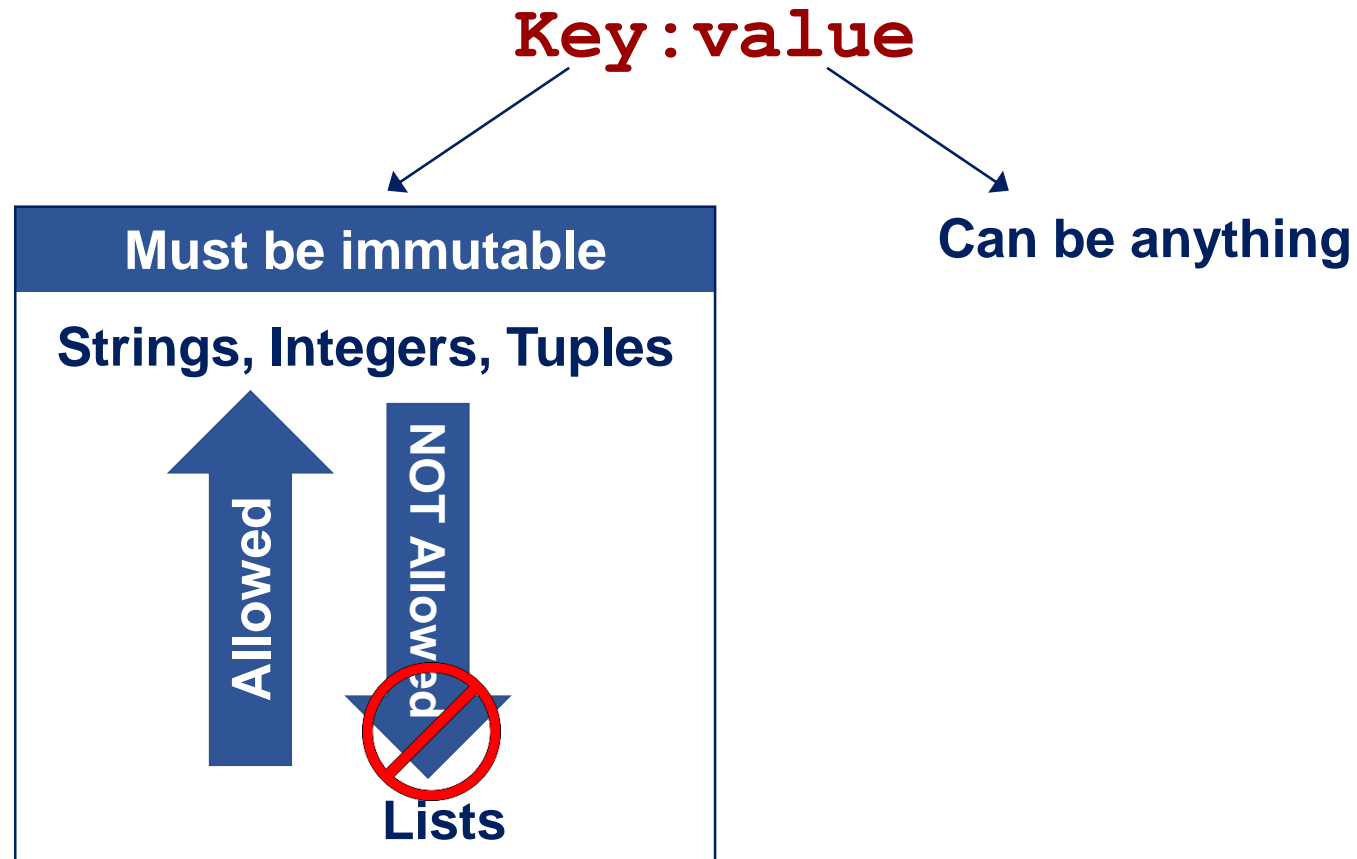 Key:value
Must be immutable
Can be anything
Strings, Integers, Tuples
Allowed
NOT Allowed
Lists